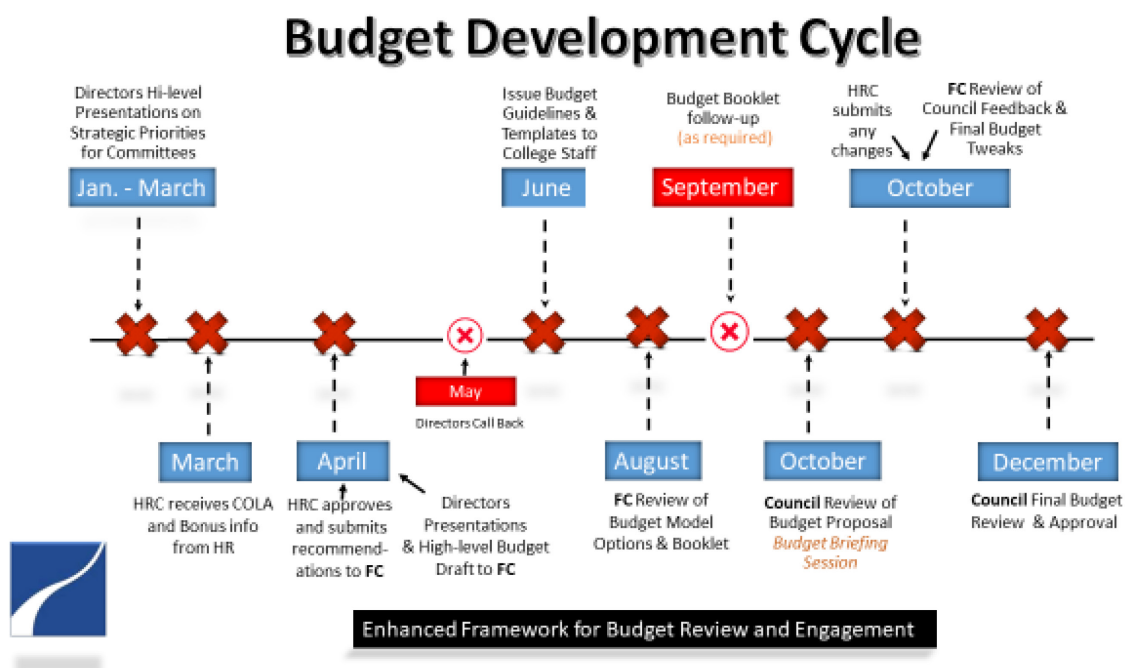 Budget Development Cycle
Directors Hi-level
Presentations on
Strategic Priorities
for Committees
Jan. - March
Issue Budget
Guidelines &
Templates to
College Staff
June
Budget Booklet
follow-up
(as required)
September
HRC
submits
any
changes
FC Review of
Council Feedback &
Final Budget
Tweaks
October
May
Directors Call Back
March
HRC receives COLA
and Bonus info
from HR
April
HRC approves
and submits
recommend-
ations to FC
Directors
Presentations
& High-level Budget
Draft to FC
August
FC Review of
Budget Model
Options & Booklet
October
Council Review of
Budget Proposal
Budget Briefing
Session
December
Council Final Budget
Review & Approval
Enhanced Framework for Budget Review and Engagement